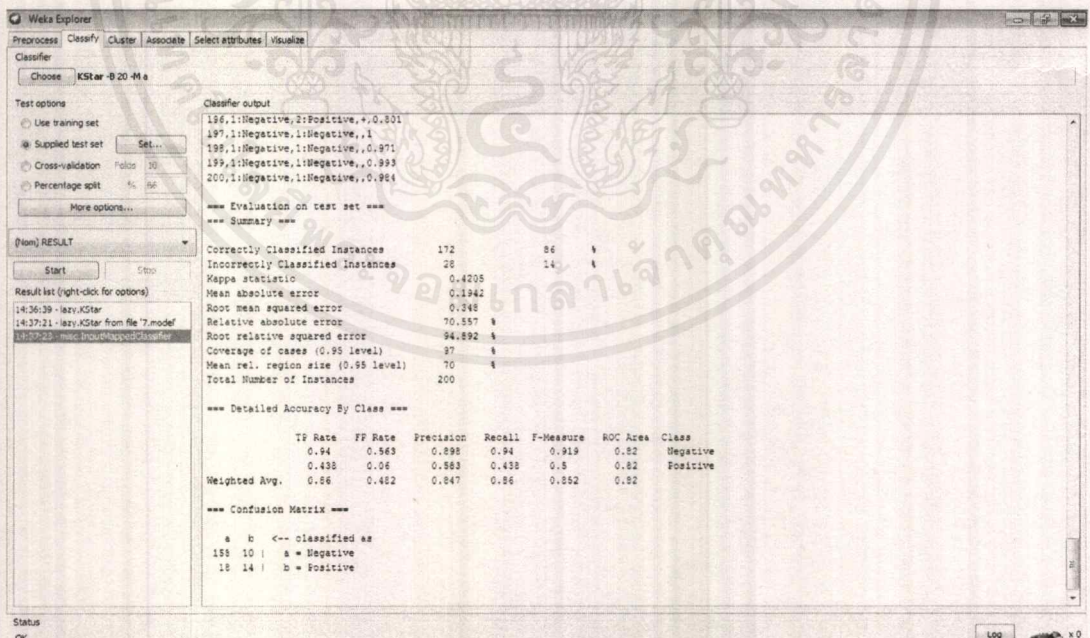 Weka Explorer
Preprocess Classify Cluster Associate Select attributes Visualize
Classifier
Choose KStar -B 20 -M a
Test options
Use training set
Supplied test set Set...
Cross-validation Folds 10
Percentage split % 66
More options...
(Nom) RESULT
Start Stop
Result list (right-click for options)
14:36:39 - lazy.KStar
14:37:21 - lazy.KStar from file '7.model'
14:37:23 - misc.InputMappedClassifier
Classifier output
196,1:Negative,2:Positive,+,0.801
197,1:Negative,1:Negative,,1
198,1:Negative,1:Negative,,0.971
199,1:Negative,1:Negative,,0.993
200,1:Negative,1:Negative,,0.984
=== Evaluation on test set ===
=== Summary ===
Correctly Classified Instances 172 86 %
Incorrectly Classified Instances 28 14 %
Kappa statistic 0.4205
Mean absolute error 0.1942
Root mean squared error 0.348
Relative absolute error 70.557 %
Root relative squared error 94.892 %
Coverage of cases (0.95 level) 97 %
Mean rel. region size (0.95 level) 70 %
Total Number of Instances 200
=== Detailed Accuracy By Class ===
TP Rate FP Rate Precision Recall F-Measure ROC Area Class
0.94 0.563 0.898 0.94 0.919 0.82 Negative
0.438 0.06 0.583 0.438 0.5 0.82 Positive
Weighted Avg. 0.86 0.482 0.847 0.86 0.852 0.82
=== Confusion Matrix ===
a b <-- classified as
158 10 | a = Negative
18 14 | b = Positive
Status
OK
Log x 0